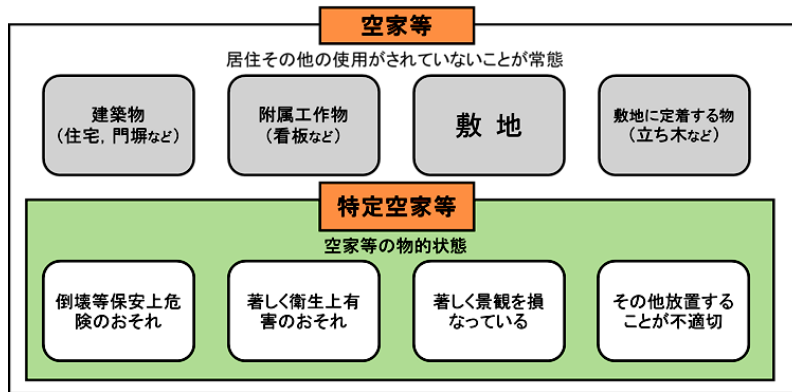 空家等
居住その他の使用がされていないことが常態
建築物
（住宅，門塀など）
附属工作物
（看板など）
敷 地
敷地に定着する物
（立ち木など）
特定空家等
空家等の物的状態
倒壊等保安上危
険のおそれ
著しく衛生上有
害のおそれ
著しく景観を損
なっている
その他放置する
ことが不適切